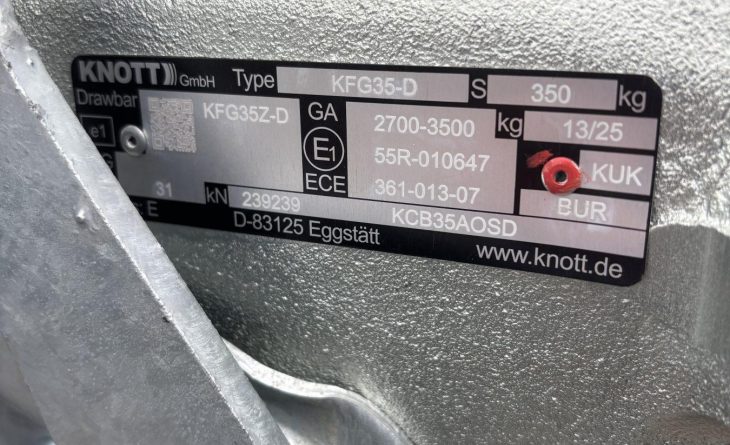 KNOTT GmbH Type KFG35-D S 350 kg
Drawbar KFG35Z-D GA 2700-3500 kg 13/25
e1 E1 55R-010647 KUK
ECE 361-013-07
31 kN 239239 KCB35AOSD BUR
E D-83125 Eggstätt www.knott.de